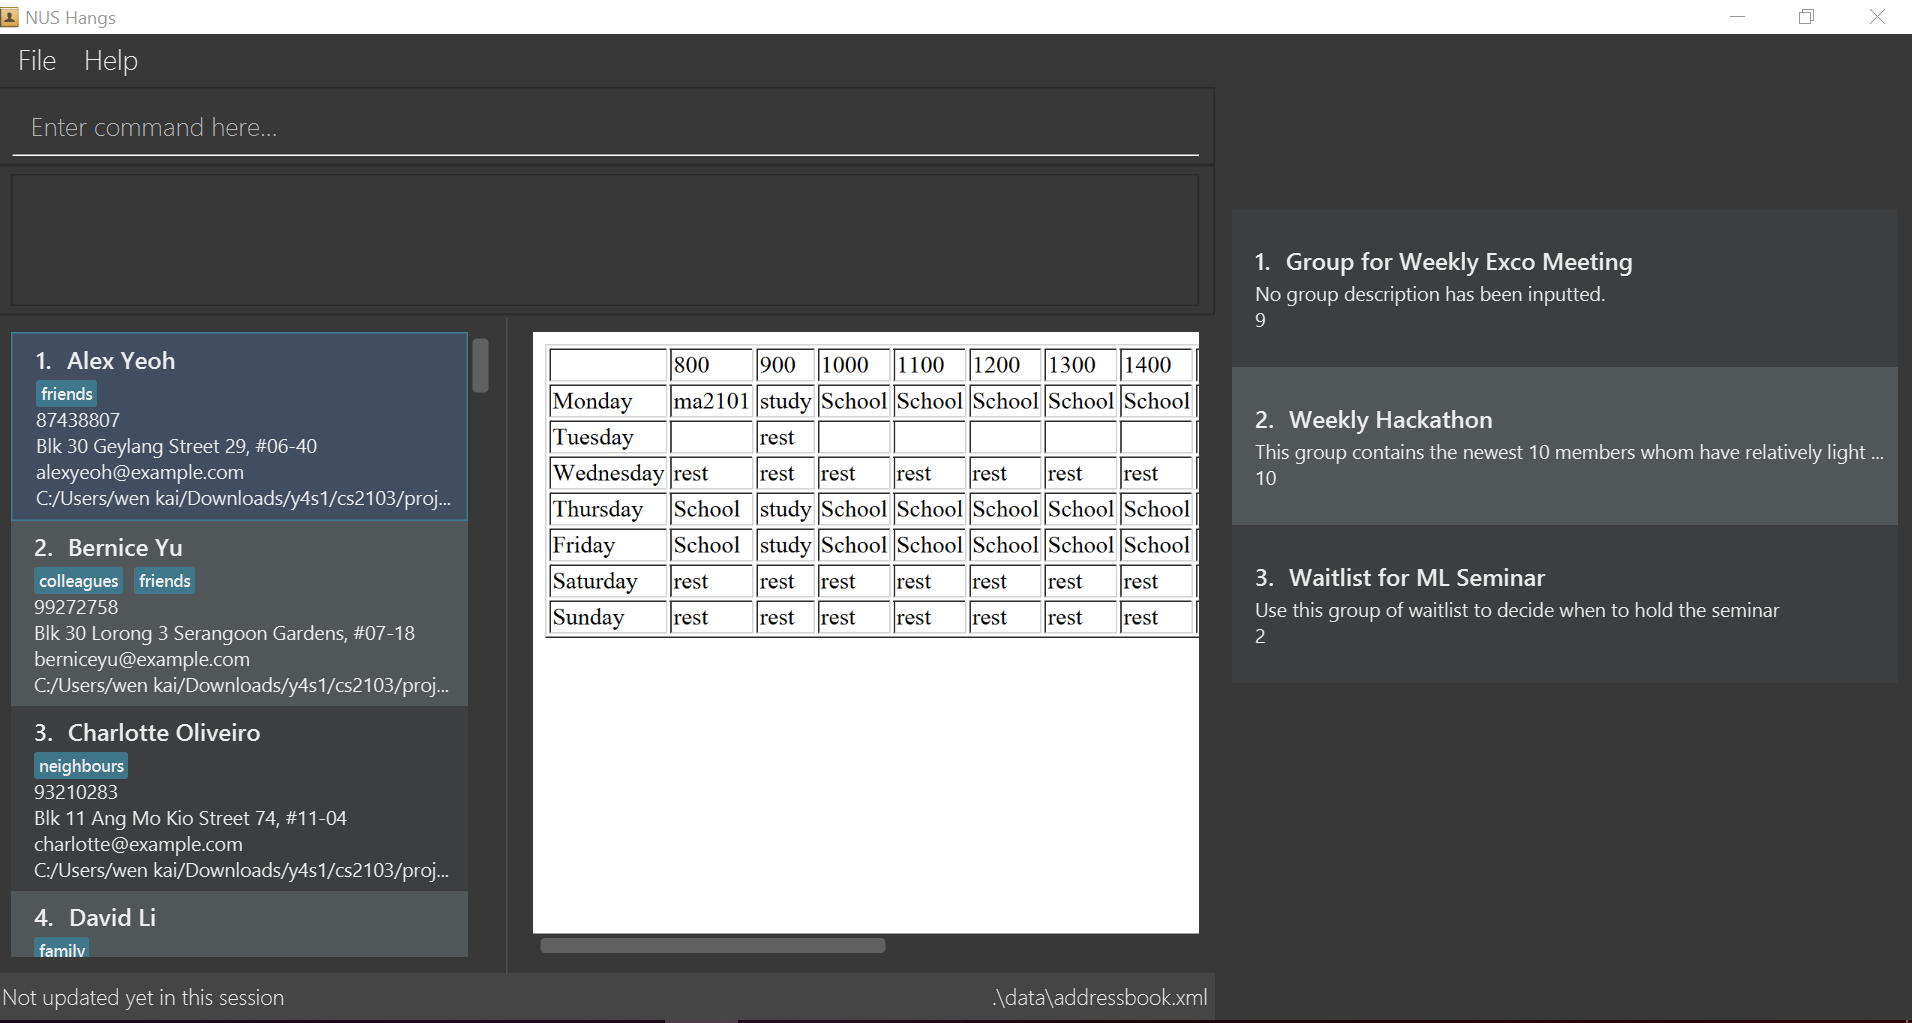 NUS Hangs
File Help
Enter command here...
1. Alex Yeoh
friends
87438807
Blk 30 Geylang Street 29, #06-40
alexyeoh@example.com
C:/Users/wen kai/Downloads/y4s1/cs2103/proj...
2. Bernice Yu
colleagues friends
99272758
Blk 30 Lorong 3 Serangoon Gardens, #07-18
berniceyu@example.com
C:/Users/wen kai/Downloads/y4s1/cs2103/proj...
3. Charlotte Oliveiro
neighbours
93210283
Blk 11 Ang Mo Kio Street 74, #11-04
charlotte@example.com
C:/Users/wen kai/Downloads/y4s1/cs2103/proj...
4. David Li
family
800 900 1000 1100 1200 1300 1400
Monday ma2101 study School School School School School
Tuesday rest
Wednesday rest rest rest rest rest rest rest
Thursday School study School School School School School
Friday School study School School School School School
Saturday rest rest rest rest rest rest rest
Sunday rest rest rest rest rest rest rest
1. Group for Weekly Exco Meeting
No group description has been inputted.
9
2. Weekly Hackathon
This group contains the newest 10 members whom have relatively light ...
10
3. Waitlist for ML Seminar
Use this group of waitlist to decide when to hold the seminar
2
Not updated yet in this session
.\data\addressbook.xml